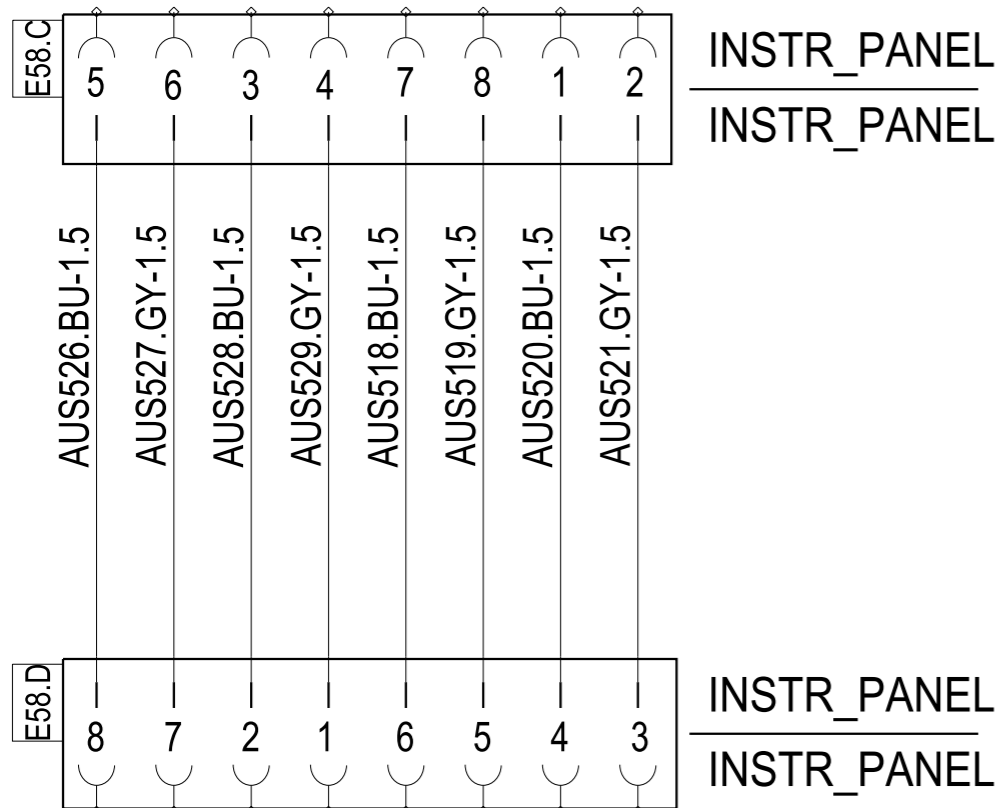 E58.C
5 6 3 4 7 8 1 2
INSTR_PANEL
INSTR_PANEL
AUS526.BU-1.5
AUS527.GY-1.5
AUS528.BU-1.5
AUS529.GY-1.5
AUS518.BU-1.5
AUS519.GY-1.5
AUS520.BU-1.5
AUS521.GY-1.5
E58.D
8 7 2 1 6 5 4 3
INSTR_PANEL
INSTR_PANEL